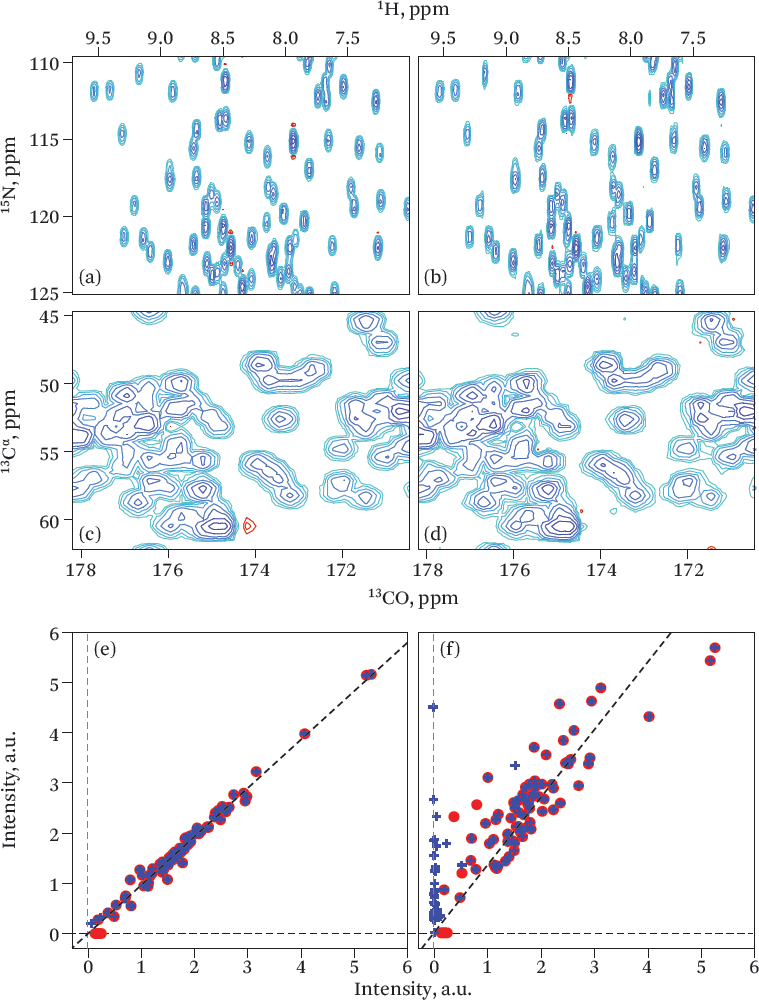 ¹H, ppm
9.5 9.0 8.5 8.0 7.5 9.5 9.0 8.5 8.0 7.5
110
115
120
125
¹⁵N, ppm
(a) (b)
45
50
55
60
¹³Cᵅ, ppm
(c) (d)
178 176 174 172 178 176 174 172
¹³CO, ppm
6 (e) (f)
5
4
3
2
1
0
Intensity, a.u.
0 1 2 3 4 5 6 0 1 2 3 4 5 6
Intensity, a.u.